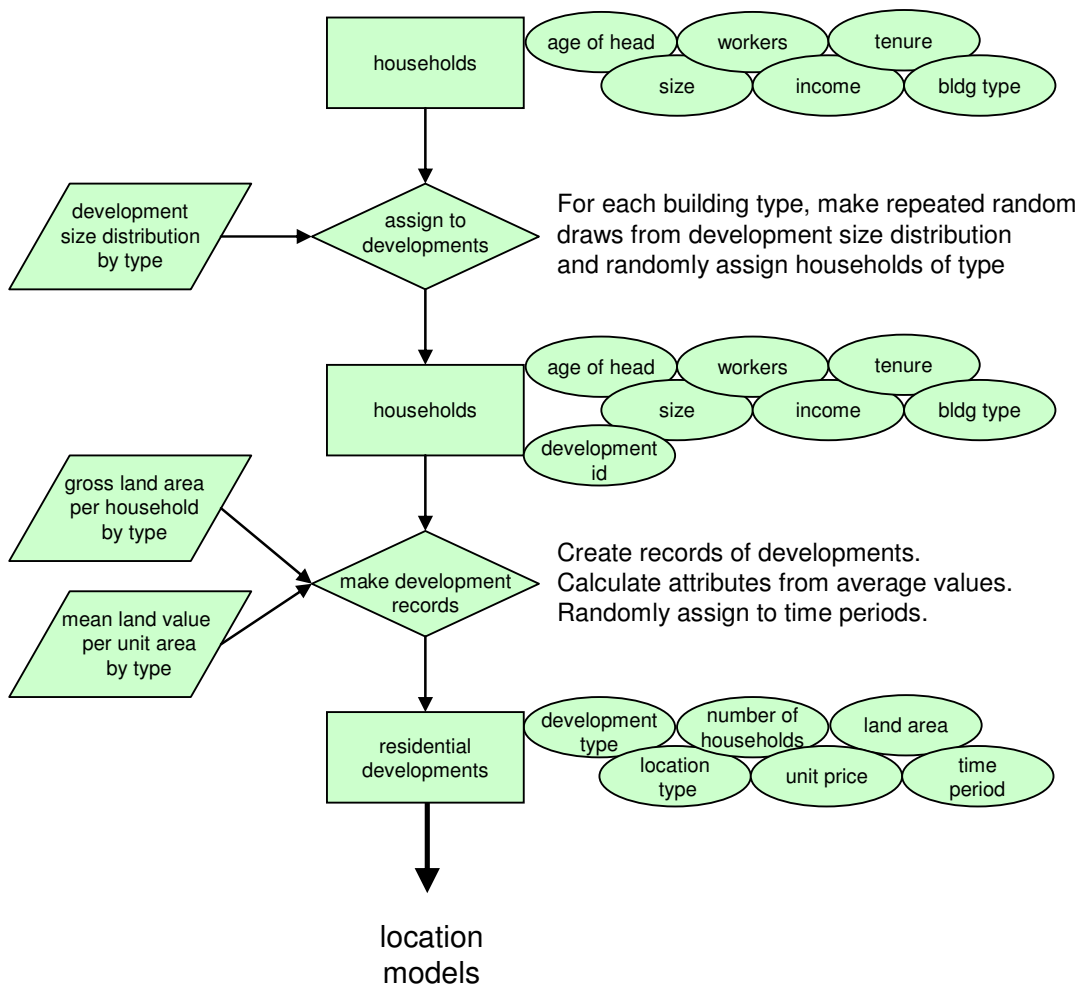 households
age of head
workers
tenure
size
income
bldg type
development
size distribution
by type
assign to
developments
For each building type, make repeated random
draws from development size distribution
and randomly assign households of type
households
age of head
workers
tenure
size
income
bldg type
development
id
gross land area
per household
by type
mean land value
per unit area
by type
make development
records
Create records of developments.
Calculate attributes from average values.
Randomly assign to time periods.
residential
developments
development
type
number of
households
land area
location
type
unit price
time
period
location
models